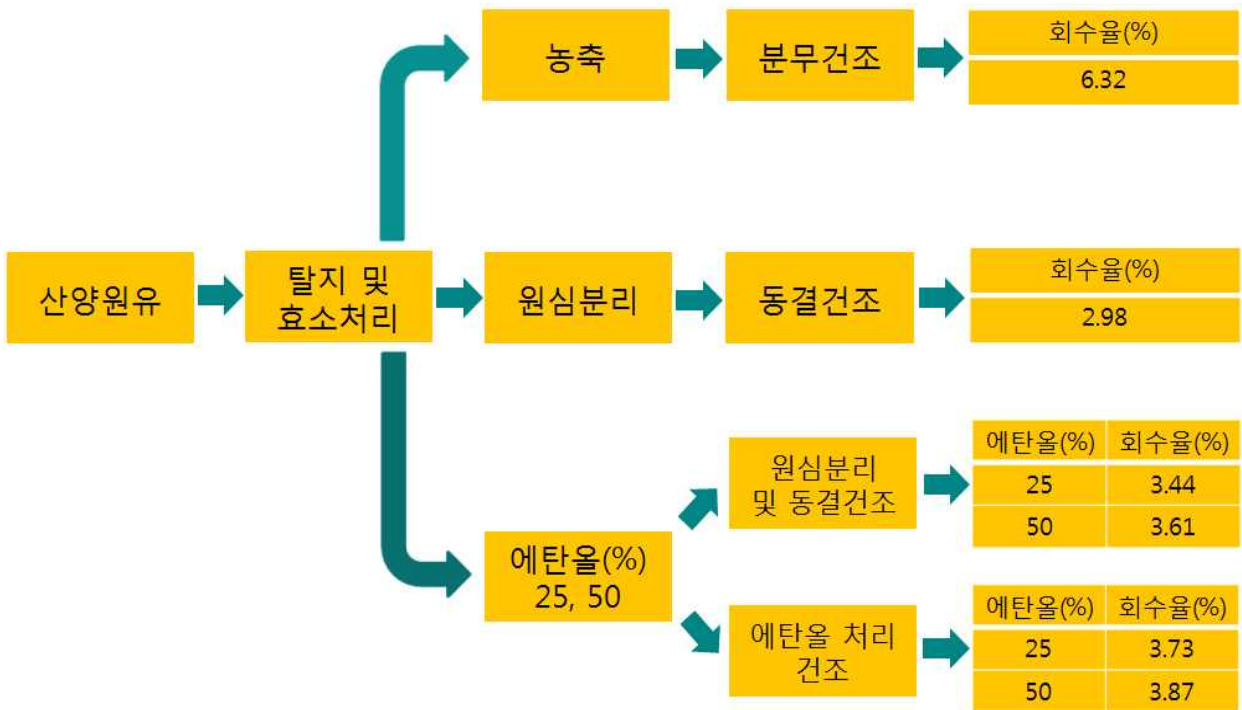 농축
분무건조
회수율(%)
6.32
산양원유
탈지 및
효소처리
원심분리
동결건조
회수율(%)
2.98
에탄올(%)
25, 50
원심분리
및 동결건조
에탄올(%) 회수율(%)
25 3.44
50 3.61
에탄올 처리
건조
에탄올(%) 회수율(%)
25 3.73
50 3.87